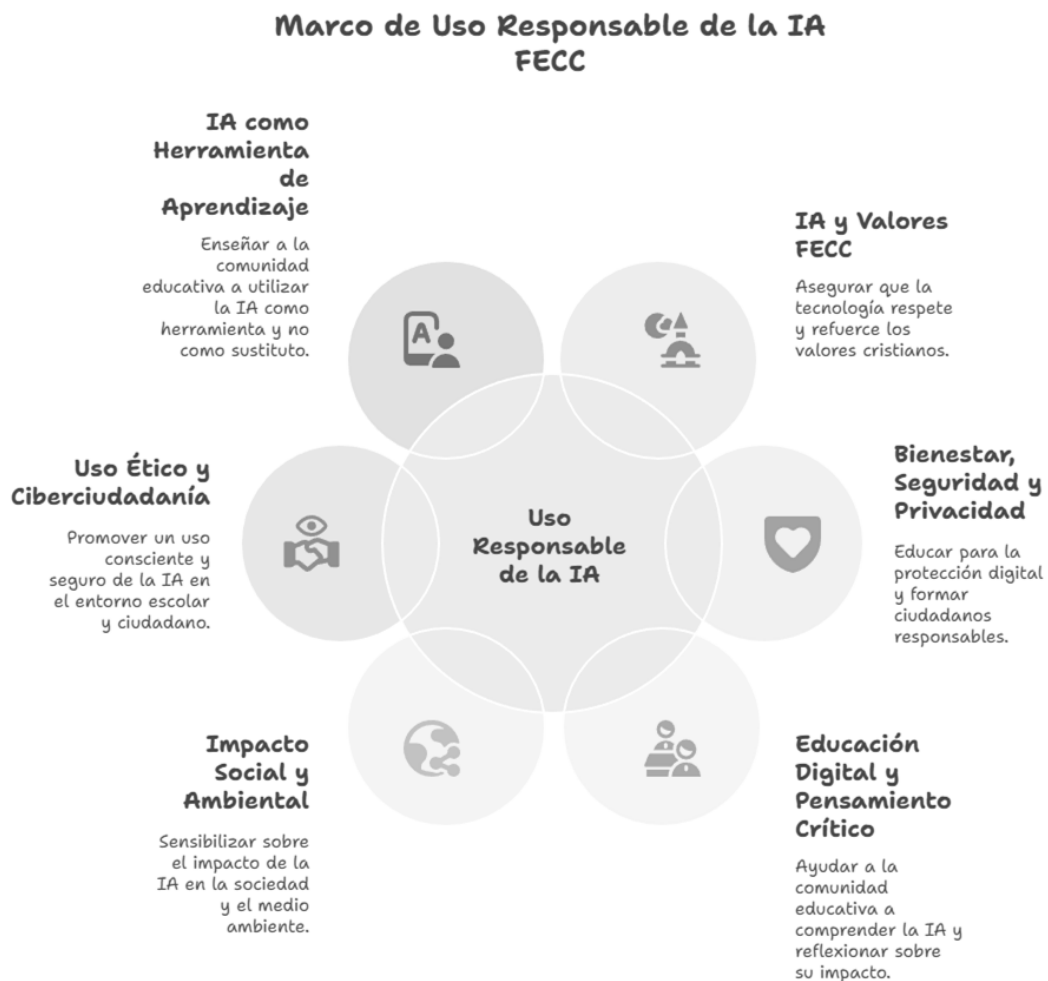 Marco de Uso Responsable de la IA
FECC
IA como
Herramienta
de
Aprendizaje
Enseñar a la
comunidad
educativa a utilizar
la IA como
herramienta y no
como sustituto.
IA y Valores
FECC
Asegurar que la
tecnología respete
y refuerce los
valores cristianos.
A
Uso Ético y
Ciberciudadanía
Promover un uso
consciente y
seguro de la IA en
el entorno escolar
y ciudadano.
Uso
Responsable
de la IA
Bienestar,
Seguridad y
Privacidad
Educar para la
protección digital
y formar
ciudadanos
responsables.
Impacto
Social y
Ambiental
Sensibilizar sobre
el impacto de la
IA en la sociedad
y el medio
ambiente.
Educación
Digital y
Pensamiento
Crítico
Ayudar a la
comunidad
educativa a
comprender la IA y
reflexionar sobre
su impacto.